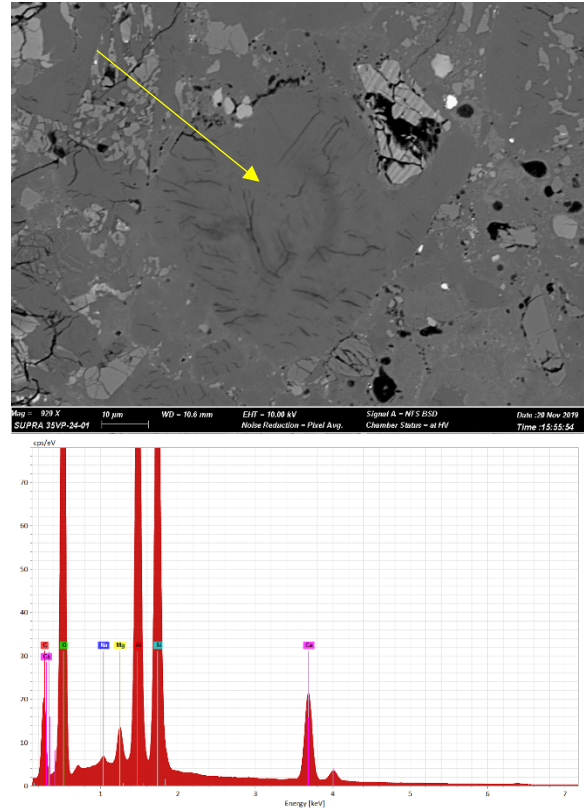 Mag = 929 X
10 µm
WD = 10.6 mm
EHT = 10.00 kV
Signal A = NTS BSD
Date :20 Nov 2019
SUPRA 35VP-24-01
Noise Reduction = Pixel Avg.
Chamber Status = at HV
Time :15:55:54
cps/eV
70
60
50
40
30
20
10
0
C
Ca
O
Na
Mg
Al
Si
Ca
1
2
3
4
5
6
7
Energy [keV]